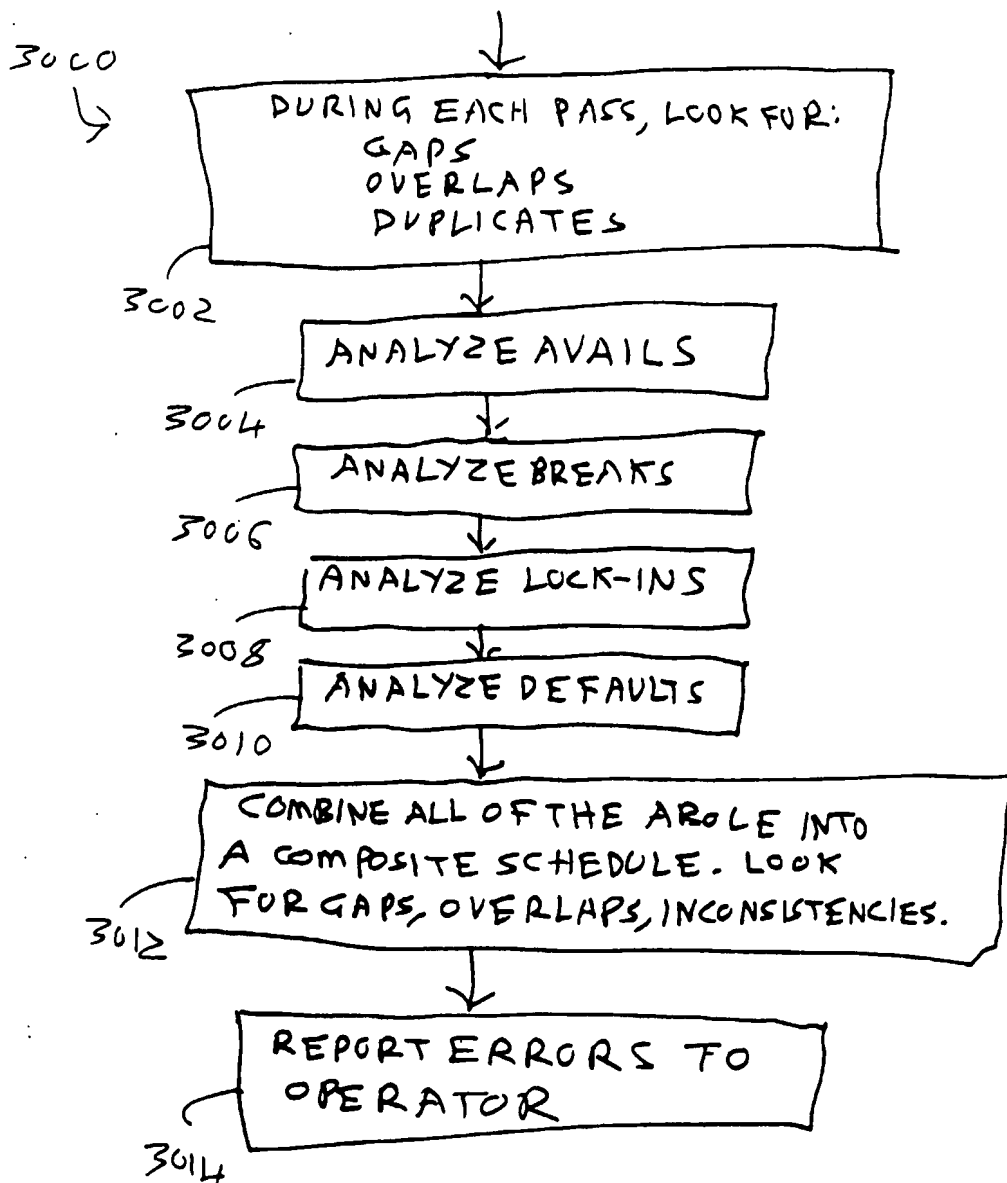 3000
DURING EACH PASS, LOOK FOR:
GAPS
OVERLAPS
DUPLICATES
3002
ANALYZE AVAILS
3004
ANALYZE BREAKS
3006
ANALYZE LOCK-INS
3008
ANALYZE DEFAULTS
3010
COMBINE ALL OF THE ABOVE INTO
A COMPOSITE SCHEDULE. LOOK
FOR GAPS, OVERLAPS, INCONSISTENCIES.
3012
REPORT ERRORS TO
OPERATOR
3014